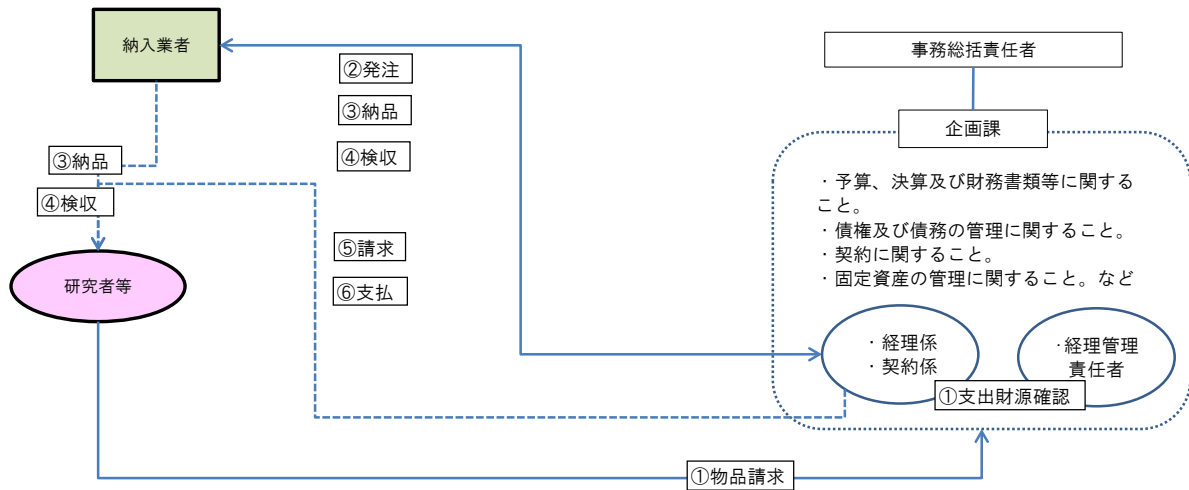 納入業者
②発注
③納品
④検収
③納品
④検収
研究者等
⑤請求
⑥支払
事務総括責任者
企画課
・予算、決算及び財務書類等に関する
こと。
・債権及び債務の管理に関すること。
・契約に関すること。
・固定資産の管理に関すること。など
・経理係
・契約係
・経理管理
責任者
①支出財源確認
①物品請求